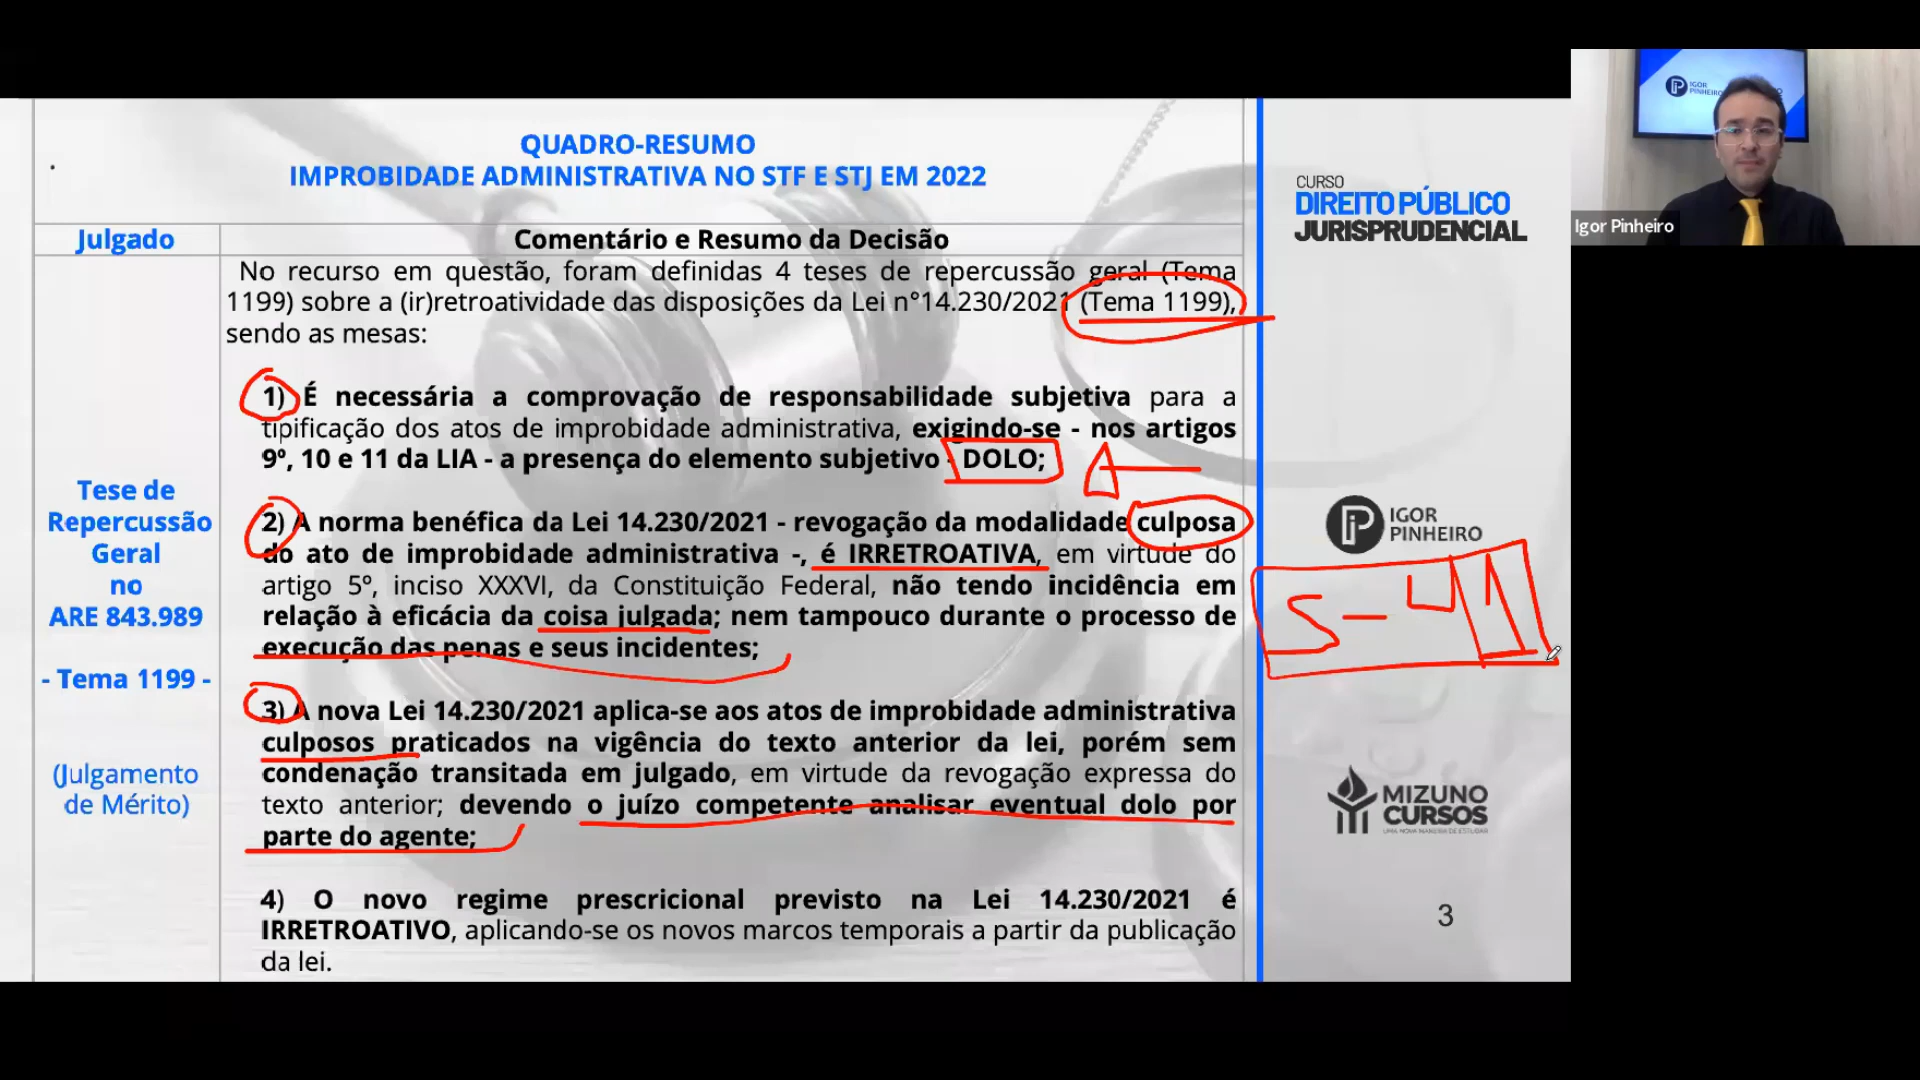 QUADRO-RESUMO
IMPROBIDADE ADMINISTRATIVA NO STF E STJ EM 2022
Julgado
Comentário e Resumo da Decisão
Tese de
Repercussão
Geral
no
ARE 843.989
- Tema 1199 -
(Julgamento
de Mérito)
No recurso em questão, foram definidas 4 teses de repercussão geral (Tema
1199) sobre a (ir)retroatividade das disposições da Lei n°14.230/2021 (Tema 1199),
sendo as mesas:
1) É necessária a comprovação de responsabilidade subjetiva para a
tipificação dos atos de improbidade administrativa, exigindo-se - nos artigos
9º, 10 e 11 da LIA - a presença do elemento subjetivo - DOLO;
2) A norma benéfica da Lei 14.230/2021 - revogação da modalidade culposa
do ato de improbidade administrativa -, é IRRETROATIVA, em virtude do
artigo 5º, inciso XXXVI, da Constituição Federal, não tendo incidência em
relação à eficácia da coisa julgada; nem tampouco durante o processo de
execução das penas e seus incidentes;
3) A nova Lei 14.230/2021 aplica-se aos atos de improbidade administrativa
culposos praticados na vigência do texto anterior da lei, porém sem
condenação transitada em julgado, em virtude da revogação expressa do
texto anterior; devendo o juízo competente analisar eventual dolo por
parte do agente;
4) O novo regime prescricional previsto na Lei 14.230/2021 é
IRRETROATIVO, aplicando-se os novos marcos temporais a partir da publicação
da lei.
CURSO
DIREITO PÚBLICO
JURISPRUDENCIAL
IGOR
PINHEIRO
MIZUNO
CURSOS
UMA NOVA MANEIRA DE ESTUDAR
3
IGOR
PINHEIRO
Igor Pinheiro